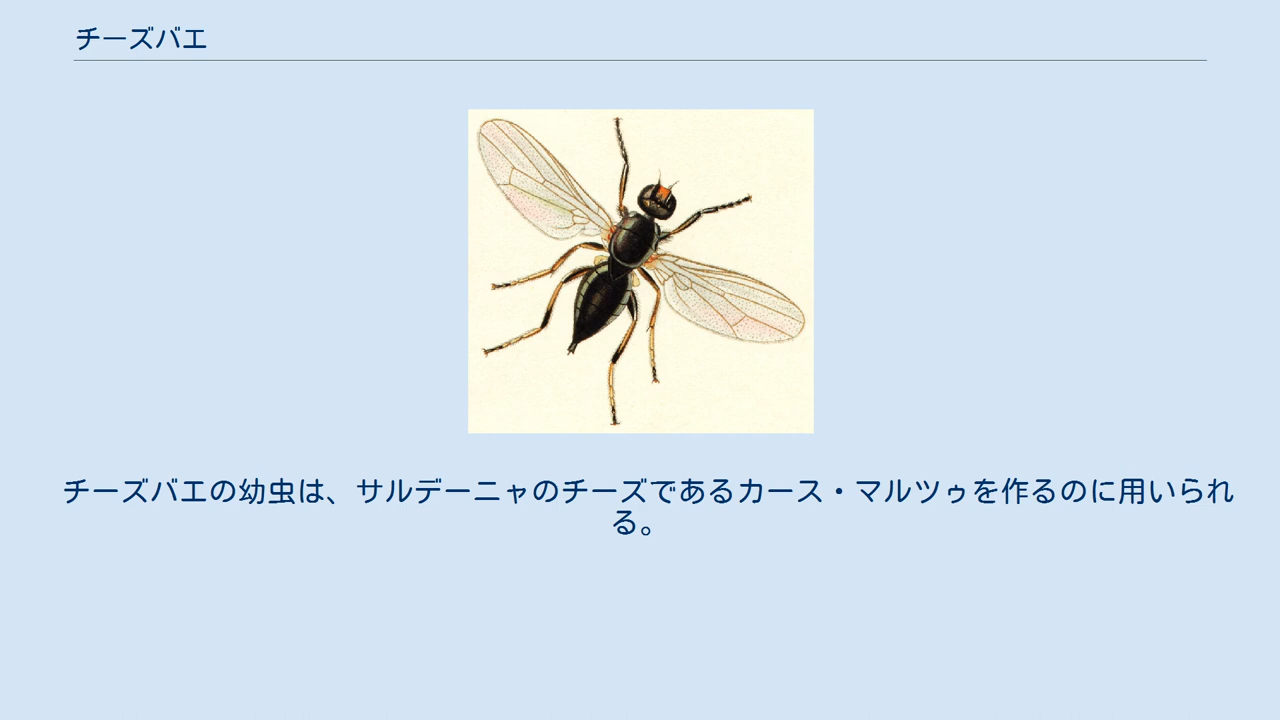 チーズバエ
チーズバエの幼虫は、サルデーニャのチーズであるカース・マルツゥを作るのに用いられ
る。